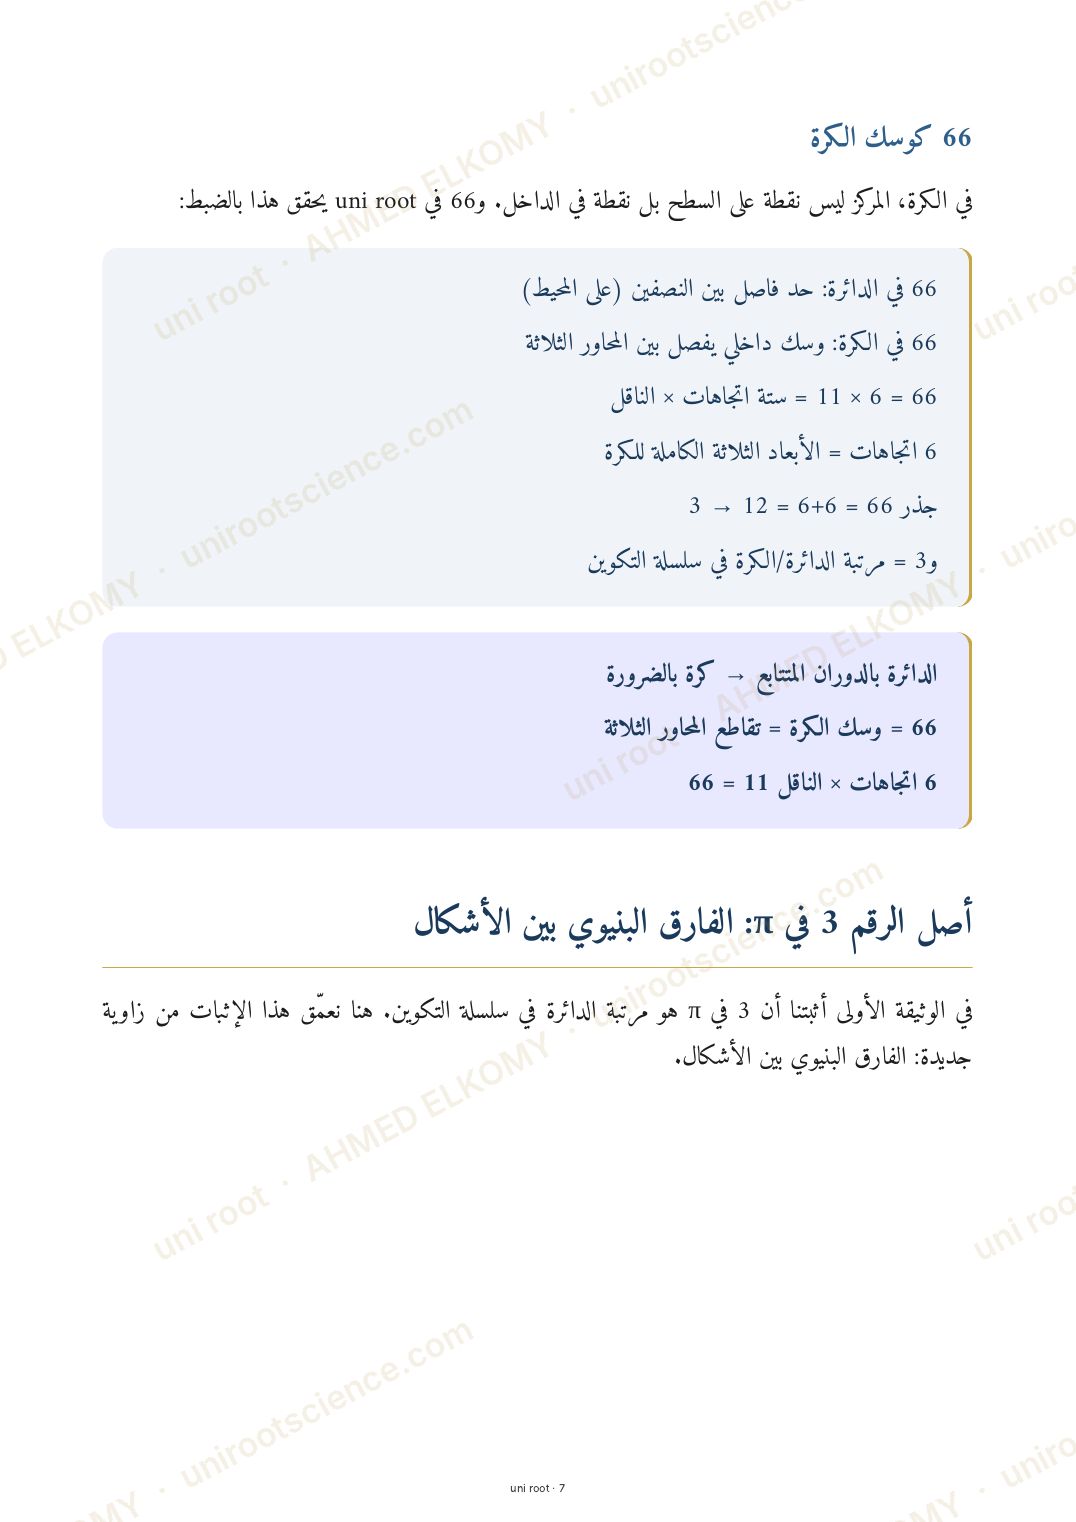 66 كوسك الكرة
في الكرة، المركز ليس نقطة على السطح بل نقطة في الداخل. و66 في uni root يحقق هذا بالضبط:
66 في الدائرة: حد فاصل بين النصفين (على المحيط)
66 في الكرة: وسك داخلي يفصل بين المحاور الثلاثة
66 = 6 × 11 = ستة اتجاهات × الناقل
6 اتجاهات = الأبعاد الثلاثة الكاملة للكرة
جذر 66 = 6+6 = 12 → 3
و3 = مرتبة الدائرة/الكرة في سلسلة التكوين
الدائرة بالدوران المتتابع → كرة بالضرورة
66 = وسك الكرة = تقاطع المحاور الثلاثة
6 اتجاهات × الناقل 11 = 66
أصل الرقم 3 في π: الفارق البنيوي بين الأشكال
في الوثيقة الأولى أثبتنا أن 3 في π هو مرتبة الدائرة في سلسلة التكوين. هنا نعمّق هذا الإثبات من زاوية
جديدة: الفارق البنيوي بين الأشكال.
uni root · 7
uni root · AHMED ELKOMY · unirootscience.com